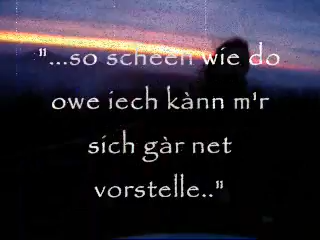 "...so scheen wie do
owe iech kànn m'r
sich gàr net
vorstelle.."